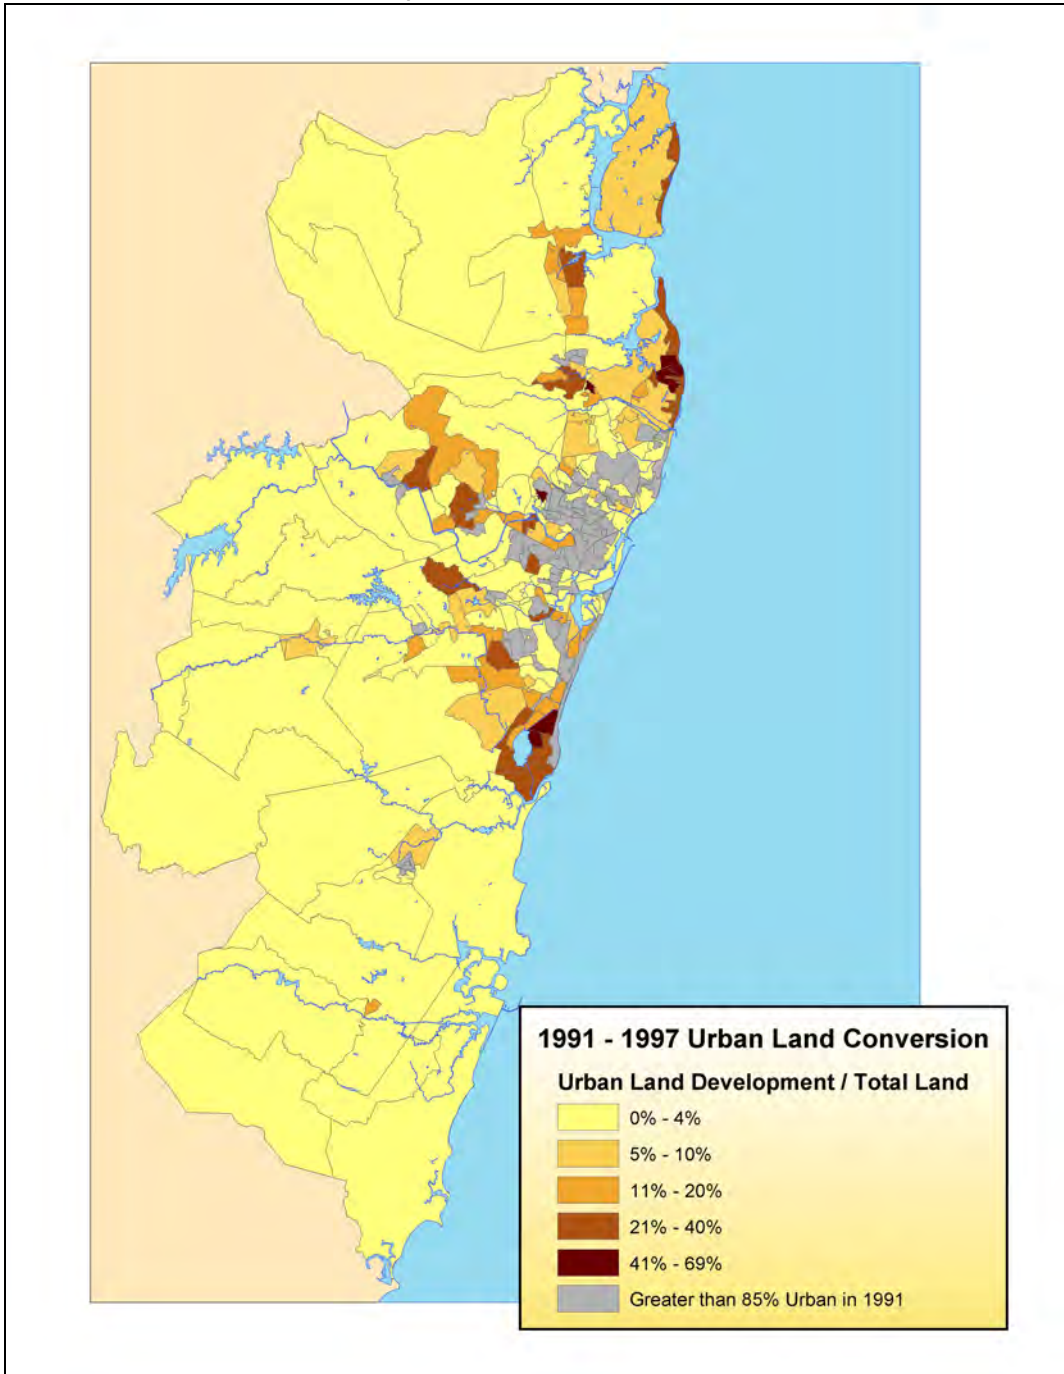 1991 - 1997 Urban Land Conversion
Urban Land Development / Total Land
0% - 4%
5% - 10%
11% - 20%
21% - 40%
41% - 69%
Greater than 85% Urban in 1991